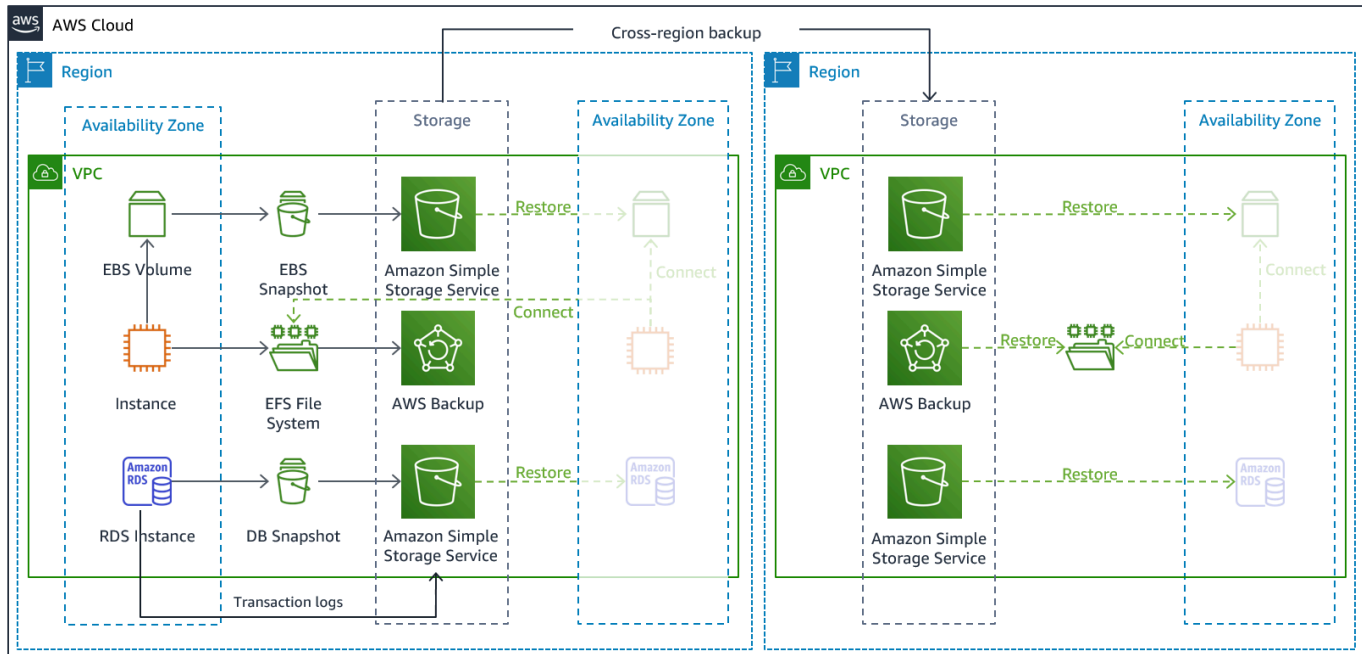 aws
AWS Cloud
Cross-region backup
Region
Region
Availability Zone
Storage
Availability Zone
Storage
Availability Zone
VPC
VPC
Restore
Restore
EBS Volume
EBS
Snapshot
Amazon Simple
Storage Service
Connect
Amazon Simple
Storage Service
Connect
Connect
Restore
Connect
Instance
EFS File
System
AWS Backup
AWS Backup
Amazon
RDS
Restore
Amazon
RDS
Restore
Amazon
RDS
RDS Instance
DB Snapshot
Amazon Simple
Storage Service
Amazon Simple
Storage Service
Transaction logs